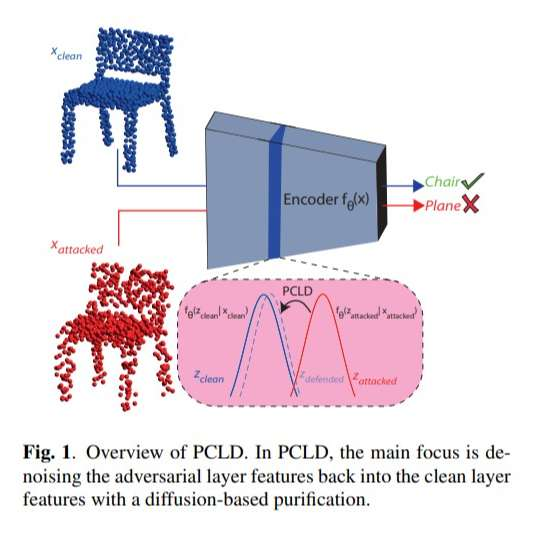 x_clean
Encoder f_θ(x)
Chair
Plane
x_attacked
PCLD
f_θ(z_clean|x_clean)
f_θ(z_attacked|x_attacked)
z_clean
z_defended
z_attacked
Fig. 1. Overview of PCLD. In PCLD, the main focus is de-
noising the adversarial layer features back into the clean layer
features with a diffusion-based purification.